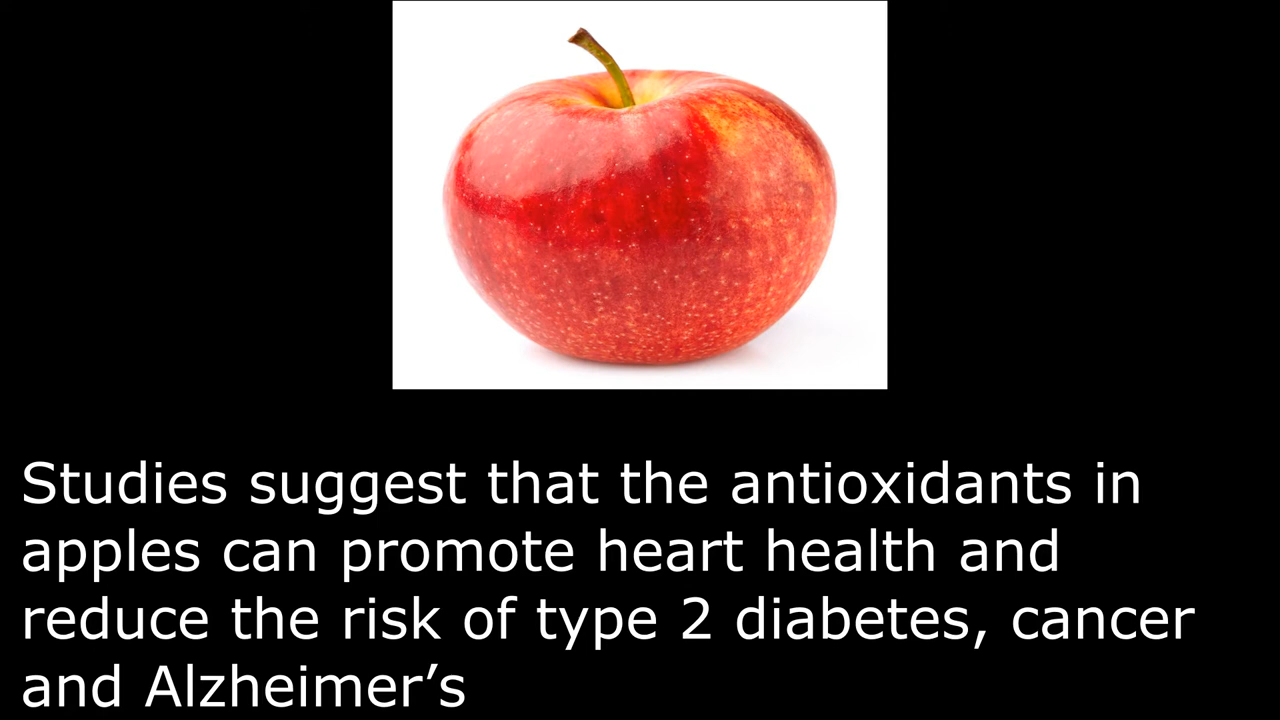 Studies suggest that the antioxidants in
apples can promote heart health and
reduce the risk of type 2 diabetes, cancer
and Alzheimer’s